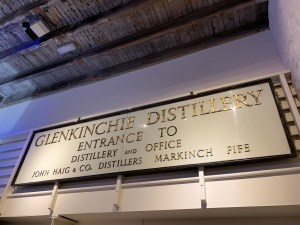 GLENKINCHIE DISTILLERY
ENTRANCE TO
DISTILLERY AND OFFICE
JOHN HAIG & CO. DISTILLERS MARKINCH FIFE